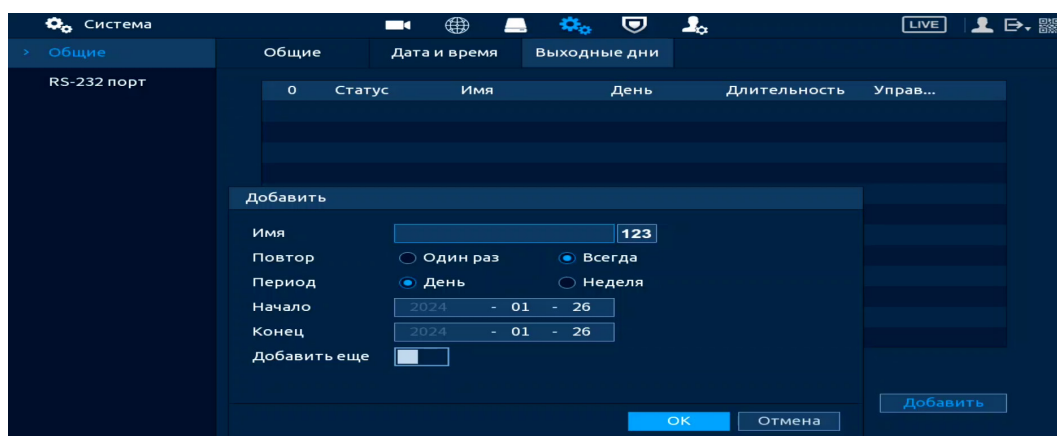 Система LIVE
Общие Общие Дата и время Выходные дни
RS-232 порт
0 Статус Имя День Длительность Управ...
Добавить
Имя 123
Повтор Один раз Всегда
Период День Неделя
Начало 2024 - 01 - 26
Конец 2024 - 01 - 26
Добавить еще
Добавить
OK Отмена